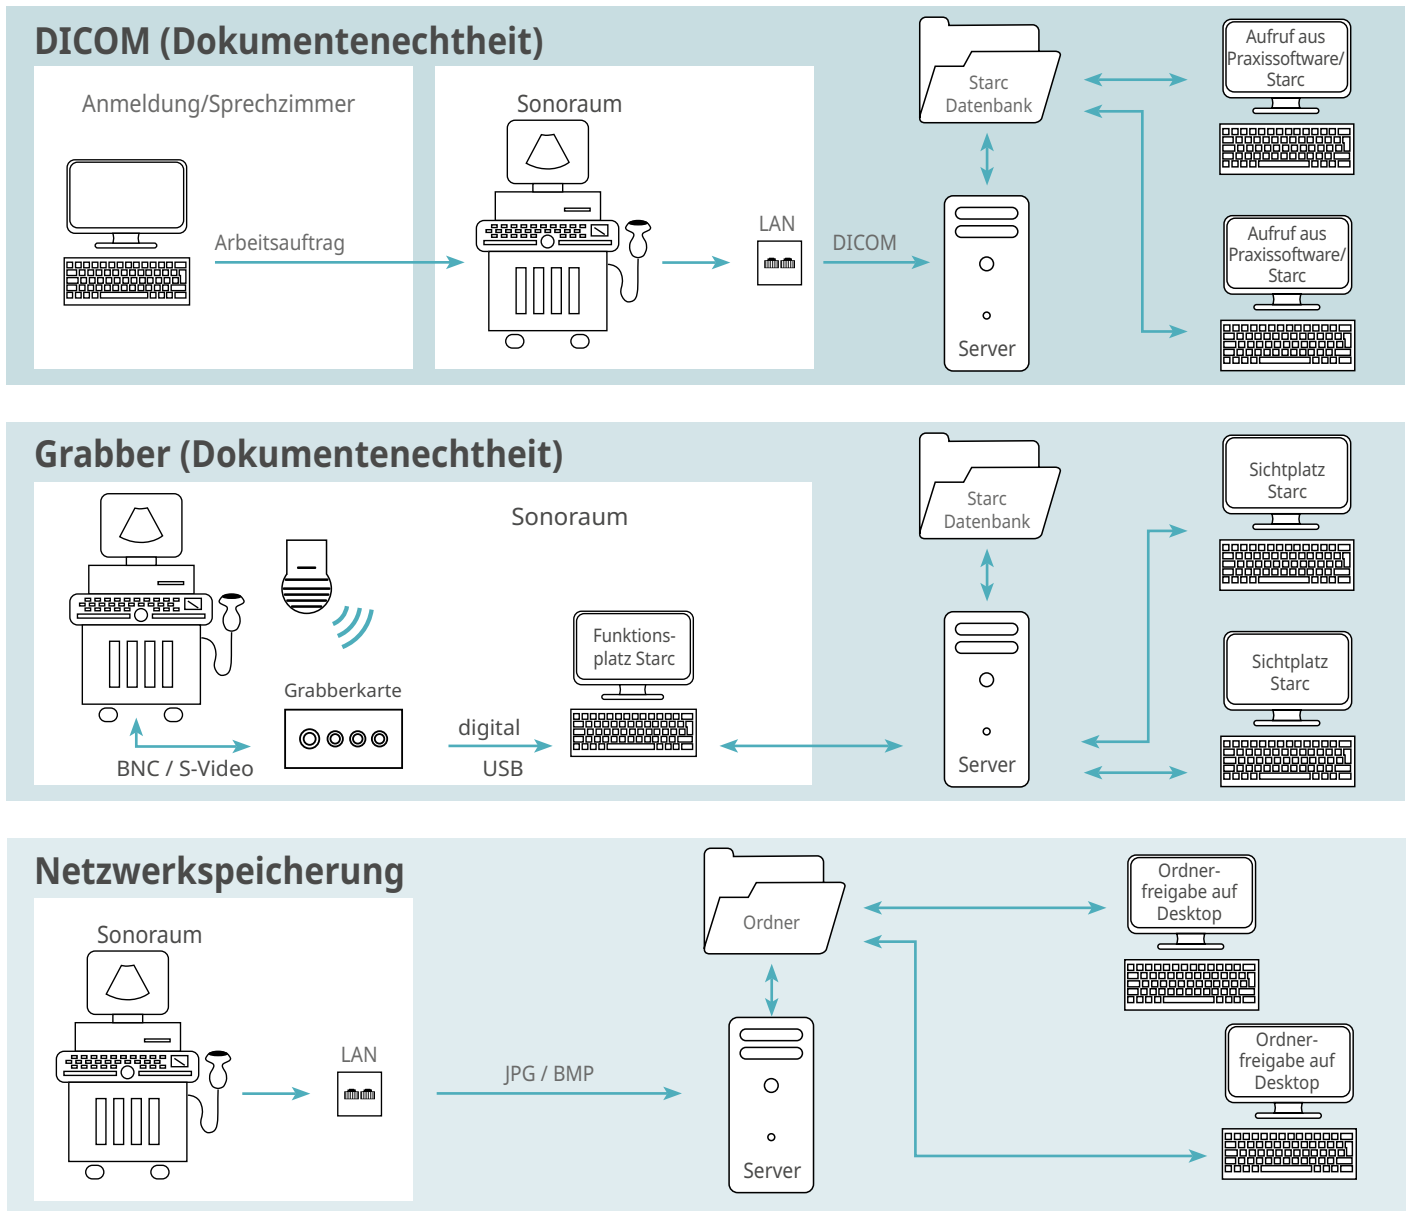 DICOM (Dokumentenechtheit)
Anmeldung/Sprechzimmer
Arbeitsauftrag
Sonoraum
LAN
DICOM
Starc
Datenbank
Server
Aufruf aus
Praxissoftware/
Starc
Aufruf aus
Praxissoftware/
Starc
Grabber (Dokumentenechtheit)
Sonoraum
Grabberkarte
BNC / S-Video
digital
USB
Funktions-
platz Starc
Starc
Datenbank
Server
Sichtplatz
Starc
Sichtplatz
Starc
Netzwerkspeicherung
Sonoraum
LAN
JPG / BMP
Ordner
Server
Ordner-
freigabe auf
Desktop
Ordner-
freigabe auf
Desktop